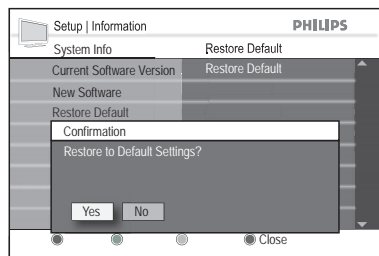 Setup | Information PHILIPS
System Info Restore Default
Current Software Version Restore Default
New Software
Restore Default
Confirmation
Restore to Default Settings?
Yes No
Close